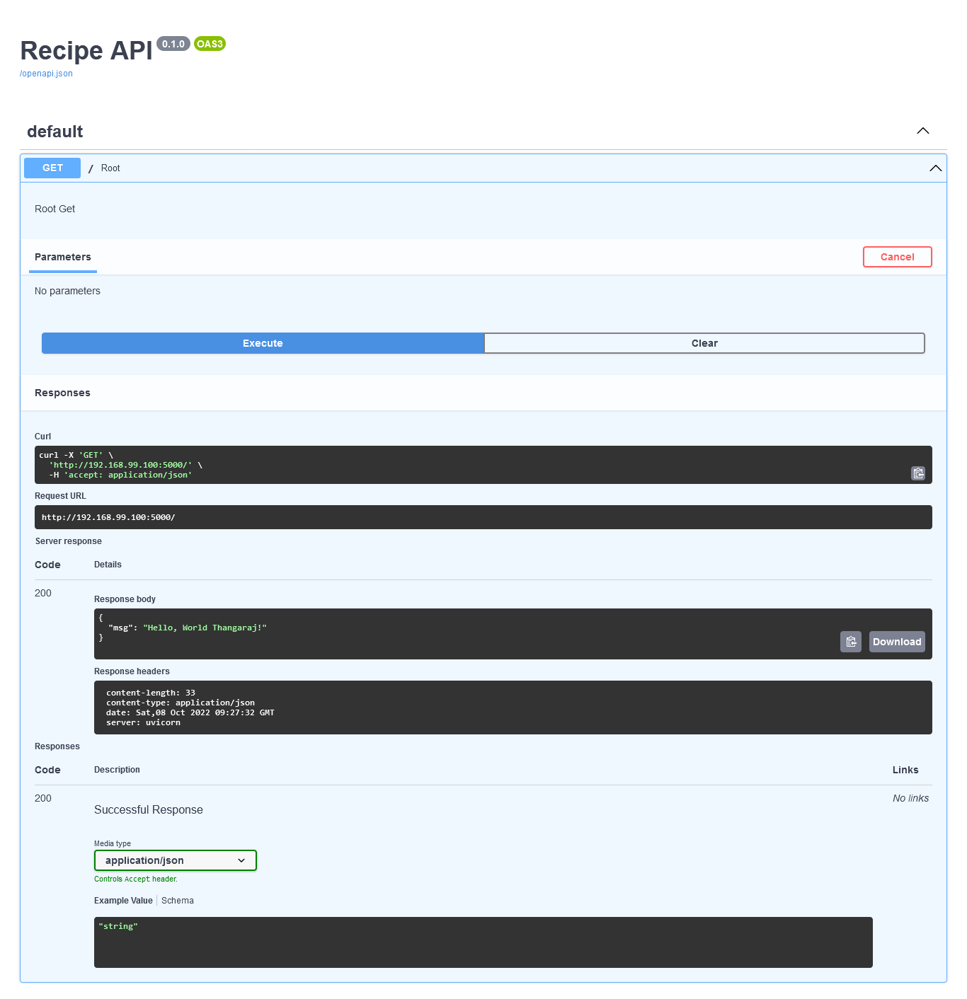 Recipe API 0.1.0 OAS3
/openapi.json
default
GET / Root
Root Get
Parameters Cancel
No parameters
Execute Clear
Responses
Curl
curl -X 'GET' \
'http://192.168.99.100:5000/' \
-H 'accept: application/json'
Request URL
http://192.168.99.100:5000/
Server response
Code Details
200
Response body
{
"msg": "Hello, World Thangaraj!"
}
Download
Response headers
content-length: 33
content-type: application/json
date: Sat,08 Oct 2022 09:27:32 GMT
server: uvicorn
Responses
Code Description Links
200 No links
Successful Response
Media type
application/json
Controls Accept header.
Example Value Schema
"string"